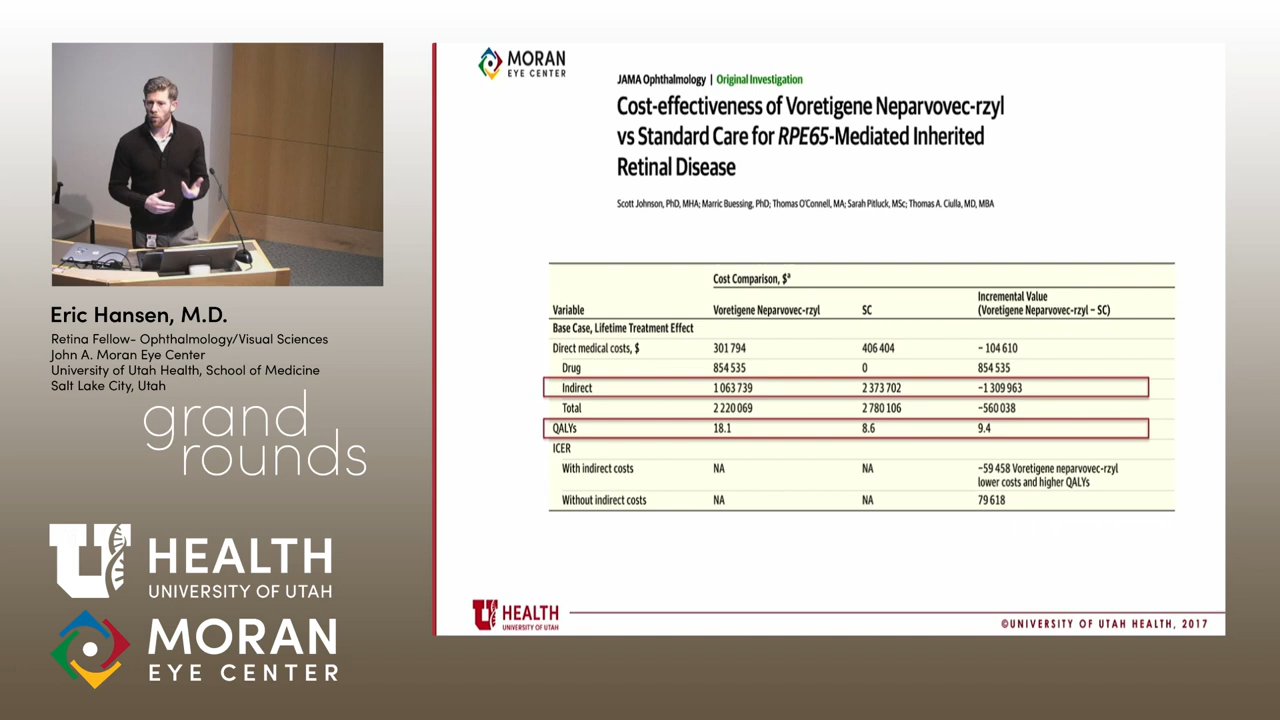 Eric Hansen, M.D.
Retina Fellow- Ophthalmology/Visual Sciences
John A. Moran Eye Center
University of Utah Health, School of Medicine
Salt Lake City, Utah
grand
rounds
U HEALTH
UNIVERSITY OF UTAH
MORAN
EYE CENTER
MORAN
EYE CENTER
JAMA Ophthalmology | Original Investigation
Cost-effectiveness of Voretigene Neparvovec-rzyl
vs Standard Care for RPE65-Mediated Inherited
Retinal Disease
Scott Johnson, PhD, MHA; Marric Buessing, PhD; Thomas O'Connell, MA; Sarah Pitluck, MSc; Thomas A. Ciulla, MD, MBA
Cost Comparison, $a
Incremental Value
Variable Voretigene Neparvovec-rzyl SC (Voretigene Neparvovec-rzyl − SC)
Base Case, Lifetime Treatment Effect
Direct medical costs, $ 301 794 406 404 − 104 610
Drug 854 535 0 854 535
Indirect 1 063 739 2 373 702 −1 309 963
Total 2 220 069 2 780 106 −560 038
QALYs 18.1 8.6 9.4
ICER
With indirect costs NA NA −59 458 Voretigene neparvovec-rzyl
lower costs and higher QALYs
Without indirect costs NA NA 79 618
U HEALTH
UNIVERSITY OF UTAH
©UNIVERSITY OF UTAH HEALTH, 2017